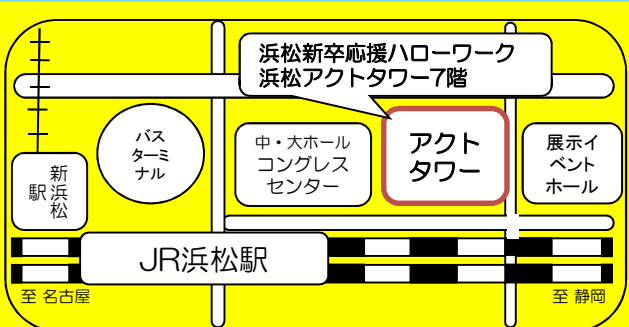 浜松新卒応援ハローワーク
浜松アクトタワー7階
バス
ターミ
ナル
中・大ホール
コングレス
センター
アクト
タワー
展示イ
ベント
ホール
新浜松
駅
JR浜松駅
至 名古屋
至 静岡